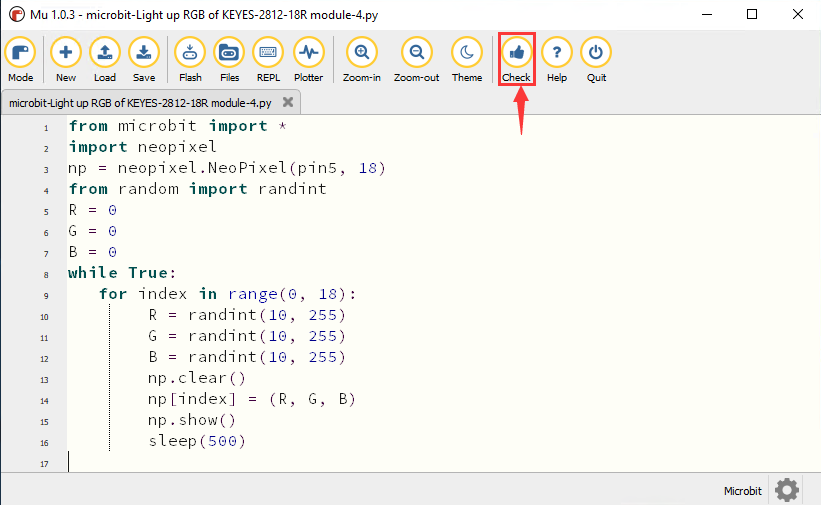 Mu 1.0.3 - microbit-Light up RGB of KEYES-2812-18R module-4.py
Mode New Load Save Flash Files REPL Plotter Zoom-in Zoom-out Theme Check Help Quit
microbit-Light up RGB of KEYES-2812-18R module-4.py
1 from microbit import *
2 import neopixel
3 np = neopixel.NeoPixel(pin5, 18)
4 from random import randint
5 R = 0
6 G = 0
7 B = 0
8 while True:
9     for index in range(0, 18):
10         R = randint(10, 255)
11         G = randint(10, 255)
12         B = randint(10, 255)
13         np.clear()
14         np[index] = (R, G, B)
15         np.show()
16         sleep(500)
17
Microbit